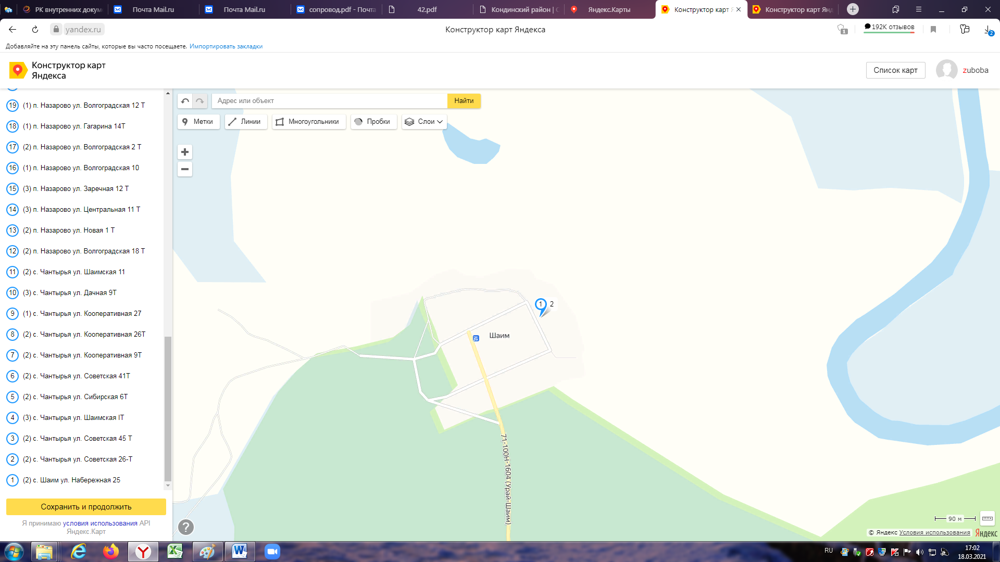 РК внутренних докум
Почта Mail.ru
Почта Mail.ru
сопровод.pdf - Почта
42.pdf
Кондинский район | С
Яндекс.Карты
Конструктор карт Я
Конструктор карт Янд
yandex.ru
Конструктор карт Яндекса
1
192K отзывов
2
Добавляйте на эту панель сайты, которые вы часто посещаете. Импортировать закладки
Конструктор карт
Яндекса
Список карт
zuboba
19 (1) п. Назарово ул. Волгоградская 12 Т
18 (1) п. Назарово ул. Гагарина 14Т
17 (2) п. Назарово ул. Волгоградская 2 Т
16 (1) п. Назарово ул. Волгоградская 10
15 (3) п. Назарово ул. Заречная 12 Т
14 (3) п. Назарово ул. Центральная 11 Т
13 (2) п. Назарово ул. Новая 1 Т
12 (2) п. Назарово ул. Волгоградская 18 Т
11 (2) с. Чантырья ул. Шаимская 11
10 (3) с. Чантырья ул. Дачная 9Т
9 (1) с. Чантырья ул. Кооперативная 27
8 (2) с. Чантырья ул. Кооперативная 26Т
7 (2) с. Чантырья ул. Кооперативная 9Т
6 (2) с. Чантырья ул. Советская 41Т
5 (2) с. Чантырья ул. Сибирская 6Т
4 (3) с. Чантырья ул. Шаимская IT
3 (2) с. Чантырья ул. Советская 45 Т
2 (2) с. Чантырья ул. Советская 26-Т
1 (2) с. Шаим ул. Набережная 25
Сохранить и продолжить
Я принимаю условия использования API
Яндекс.Карт
Адрес или объект
Найти
Метки
Линии
Многоугольники
Пробки
Слои
1 2
Шаим
71-100Н-1604 (Урай-Шаим)
?
90 м
© Яндекс Условия использования
Яндекс
RU
17:02
18.03.2021